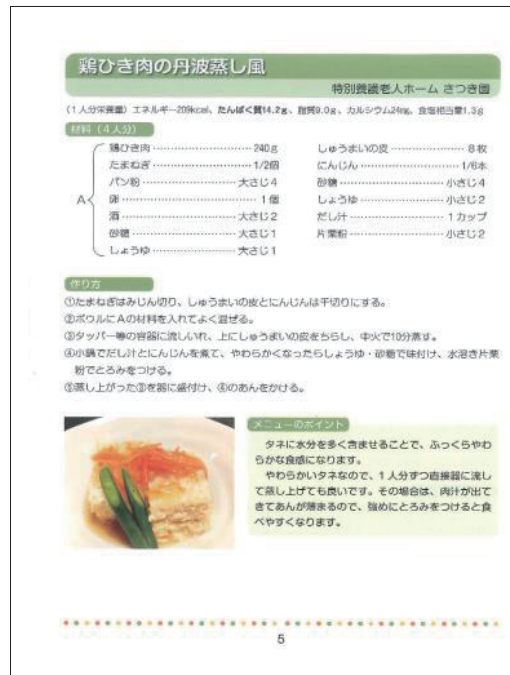 鶏ひき肉の丹波蒸し風
特別養護老人ホーム さつき園
(1人分栄養量) エネルギー209kcal、たんぱく質14.2g、脂質9.0g、カルシウム24mg、食塩相当量1.3g
材料(4人分)
A
鶏ひき肉 240g
たまねぎ 1/2個
パン粉 大さじ4
卵 1個
酒 大さじ2
砂糖 大さじ1
しょうゆ 大さじ1
しゅうまいの皮 8枚
にんじん 1/6本
砂糖 小さじ4
しょうゆ 小さじ2
だし汁 1カップ
片栗粉 小さじ2
作り方
①たまねぎはみじん切り、しゅうまいの皮とにんじんは千切りにする。
②ボウルにAの材料を入れてよく混ぜる。
③タッパー等の容器に流しいれ、上にしゅうまいの皮をちらし、中火で10分蒸す。
④小鍋でだし汁とにんじんを煮て、やわらかくなったらしょうゆ・砂糖で味付け、水溶き片栗
粉でとろみをつける。
⑤蒸し上がった③を器に盛付け、④のあんをかける。
メニューのポイント
タネに水分を多く含ませることで、ふっくらやわ
らかな食感になります。
やわらかいタネなので、1人分ずつ直接器に流し
て蒸し上げても良いです。その場合は、肉汁が出て
きてあんが薄まるので、強めにとろみをつけると食
べやすくなります。
5